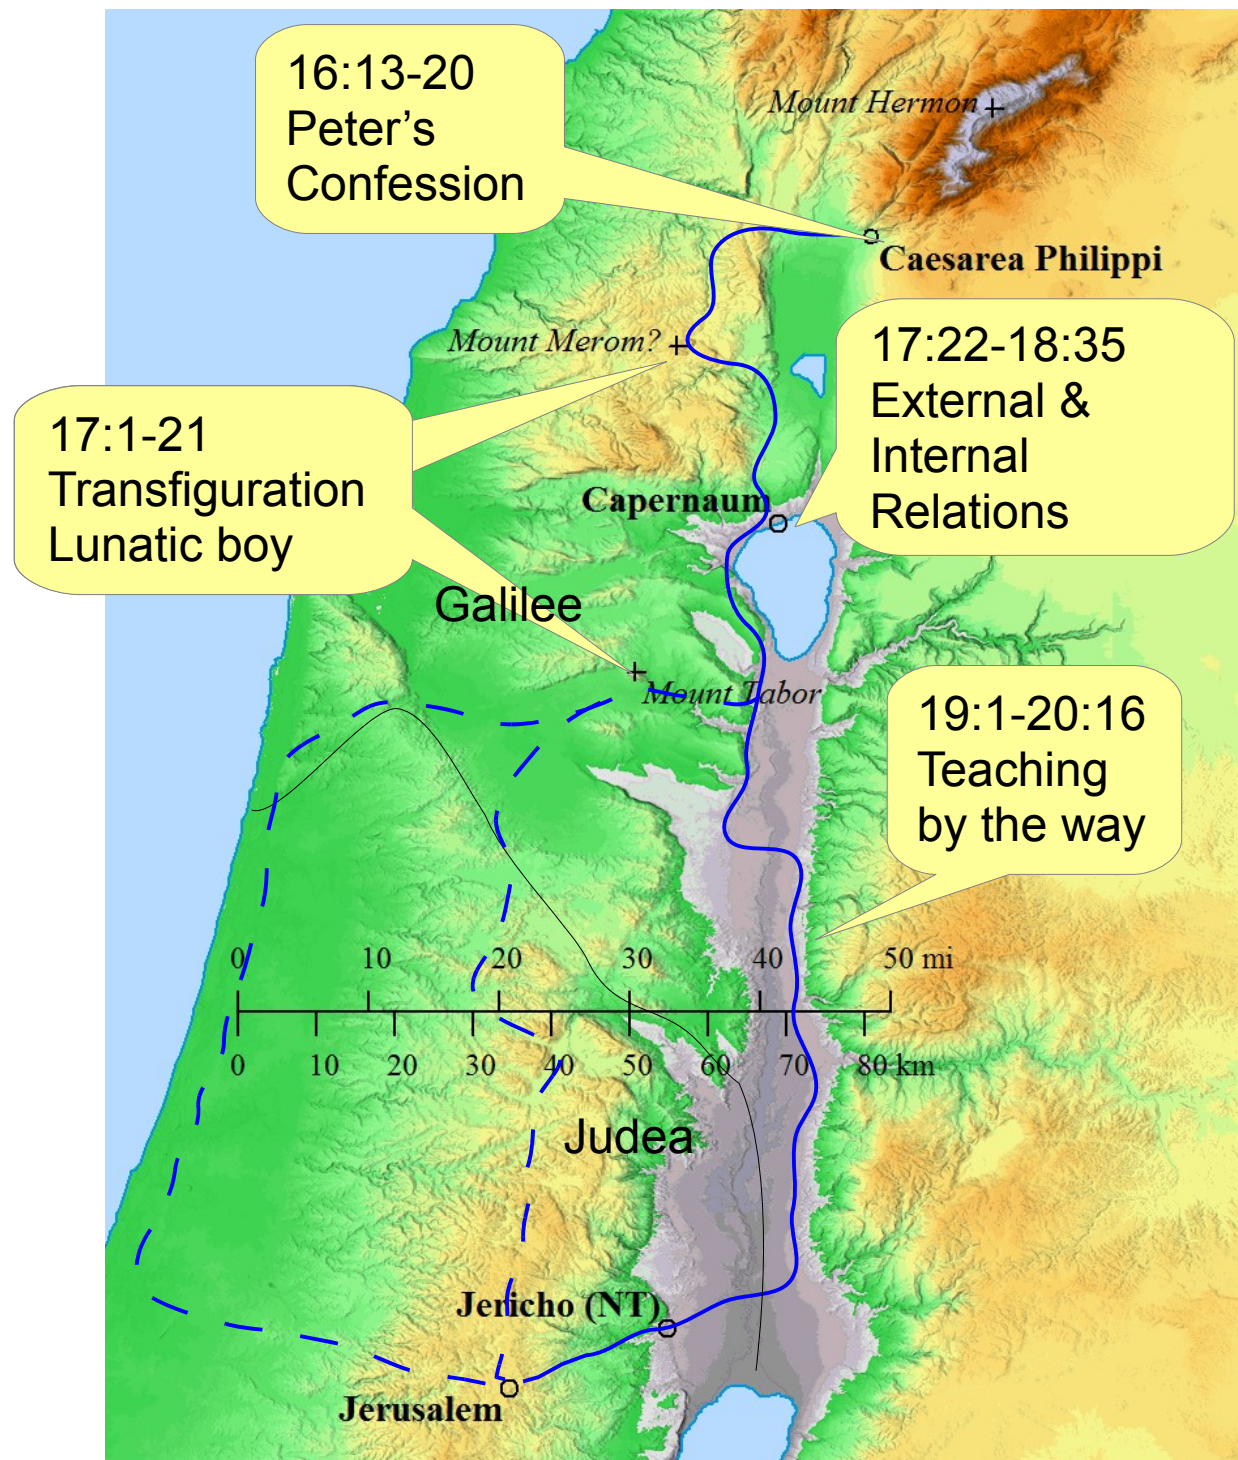 16:13-20
Peter’s
Confession
Mount Hermon
Caesarea Philippi
Mount Merom?
17:22-18:35
External &
Internal
Relations
17:1-21
Transfiguration
Lunatic boy
Capernaum
Galilee
Mount Tabor
19:1-20:16
Teaching
by the way
0 10 20 30 40 50 mi
0 10 20 30 40 50 60 70 80 km
Judea
Jericho (NT)
Jerusalem